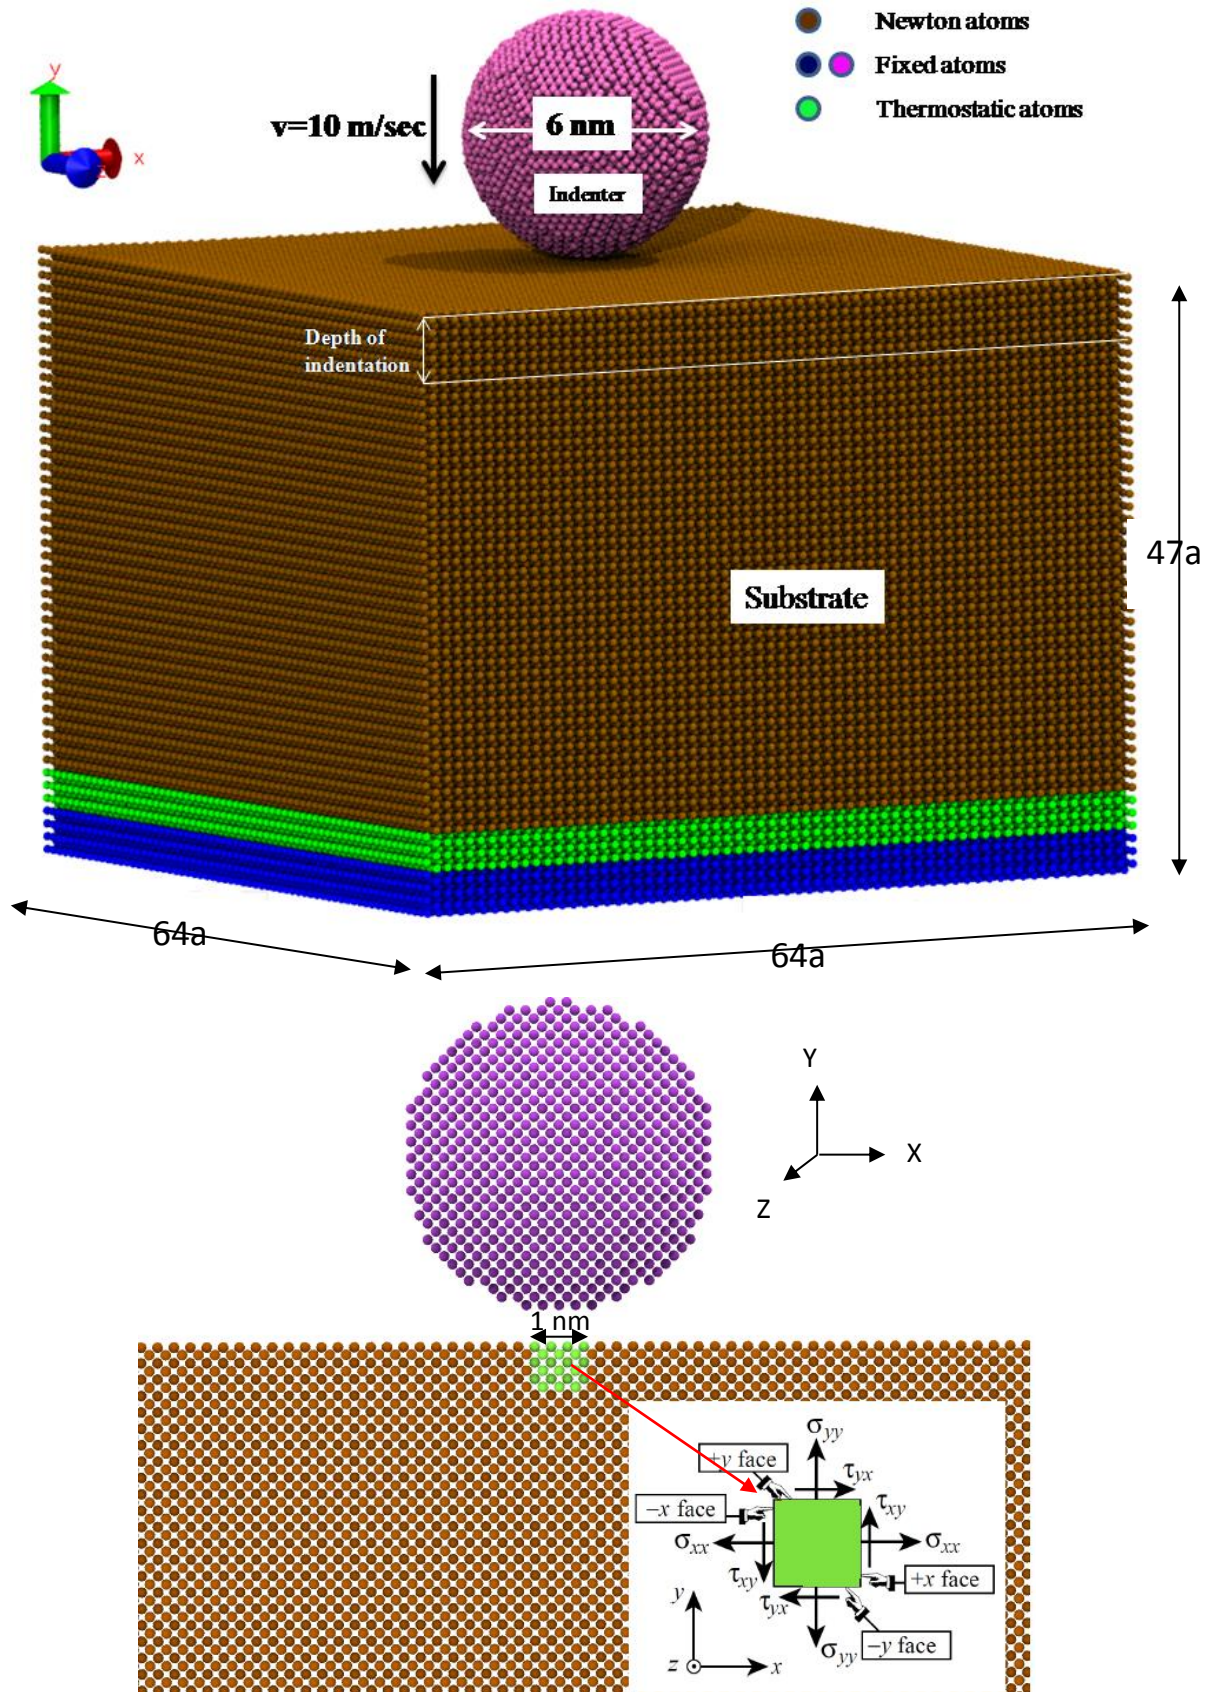 Newton atoms
Fixed atoms
Thermostatic atoms
y
x
z
v=10 m/sec
6 nm
Indenter
Depth of
indentation
47a
Substrate
64a
64a
Y
X
Z
1 nm
σyy
+y face
τyx
−x face
τxy
σxx
σxx
τxy
+x face
τyx
y
σyy
−y face
z
x